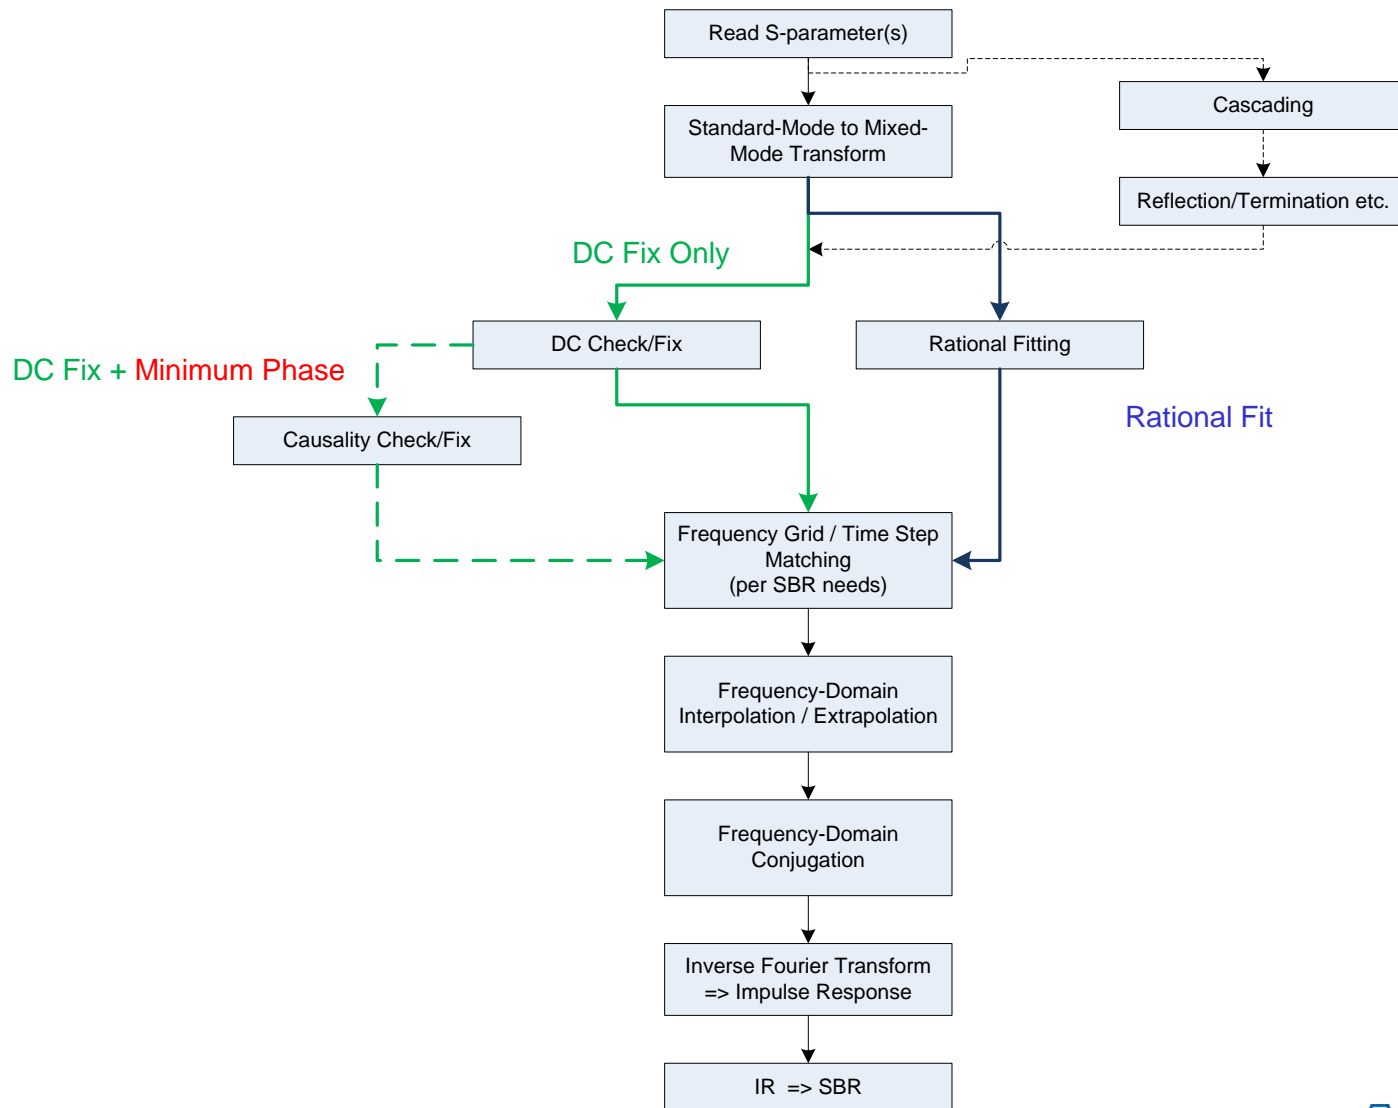 Read S-parameter(s)
Cascading
Standard-Mode to Mixed-
Mode Transform
Reflection/Termination etc.
DC Fix Only
DC Check/Fix
Rational Fitting
DC Fix + Minimum Phase
Rational Fit
Causality Check/Fix
Frequency Grid / Time Step
Matching
(per SBR needs)
Frequency-Domain
Interpolation / Extrapolation
Frequency-Domain
Conjugation
Inverse Fourier Transform
=> Impulse Response
IR => SBR